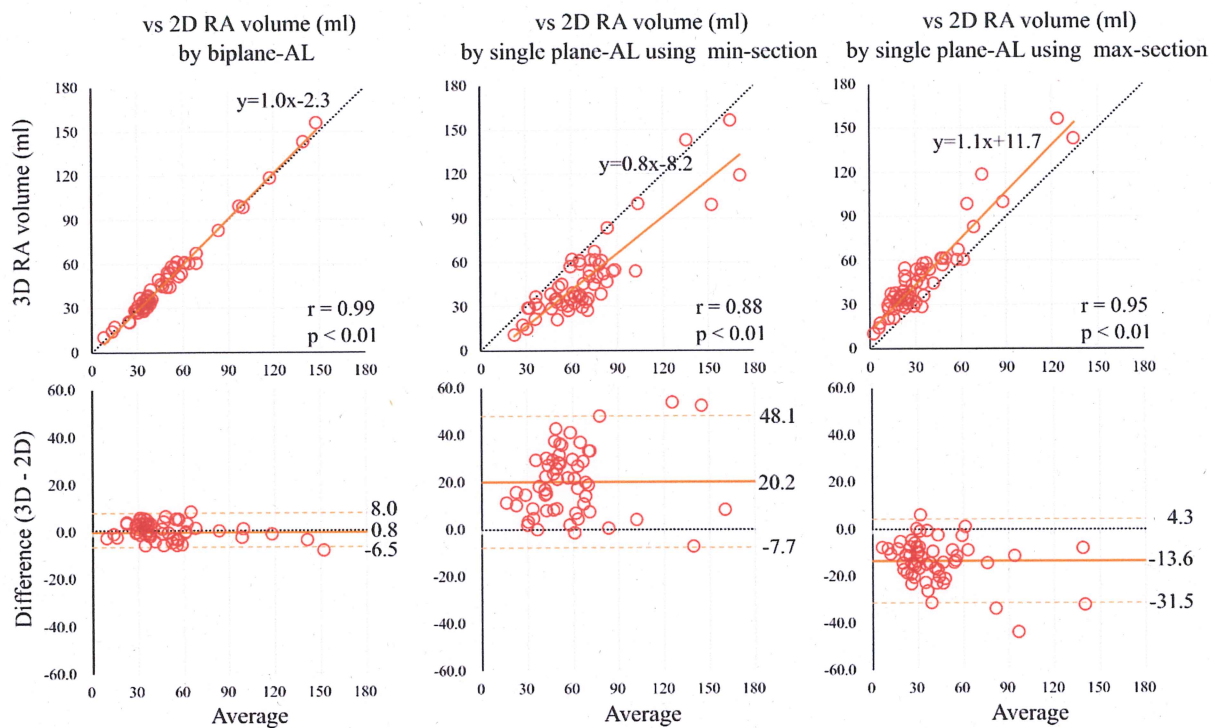 vs 2D RA volume (ml)
by biplane-AL
vs 2D RA volume (ml)
by single plane-AL using min-section
vs 2D RA volume (ml)
by single plane-AL using max-section
3D RA volume (ml)
180
150
120
90
60
30
0
y=1.0x-2.3
r = 0.99
p < 0.01
0 30 60 90 120 150 180
180
150
120
90
60
30
0
y=0.8x-8.2
r = 0.88
p < 0.01
0 30 60 90 120 150 180
180
150
120
90
60
30
0
y=1.1x+11.7
r = 0.95
p < 0.01
0 30 60 90 120 150 180
Difference (3D - 2D)
60.0
40.0
20.0
0.0
-20.0
-40.0
-60.0
8.0
0.8
-6.5
0 30 60 90 120 150 180
Average
60.0
40.0
20.0
0.0
-20.0
-40.0
-60.0
48.1
20.2
-7.7
0 30 60 90 120 150 180
Average
60.0
40.0
20.0
0.0
-20.0
-40.0
-60.0
4.3
-13.6
-31.5
0 30 60 90 120 150 180
Average